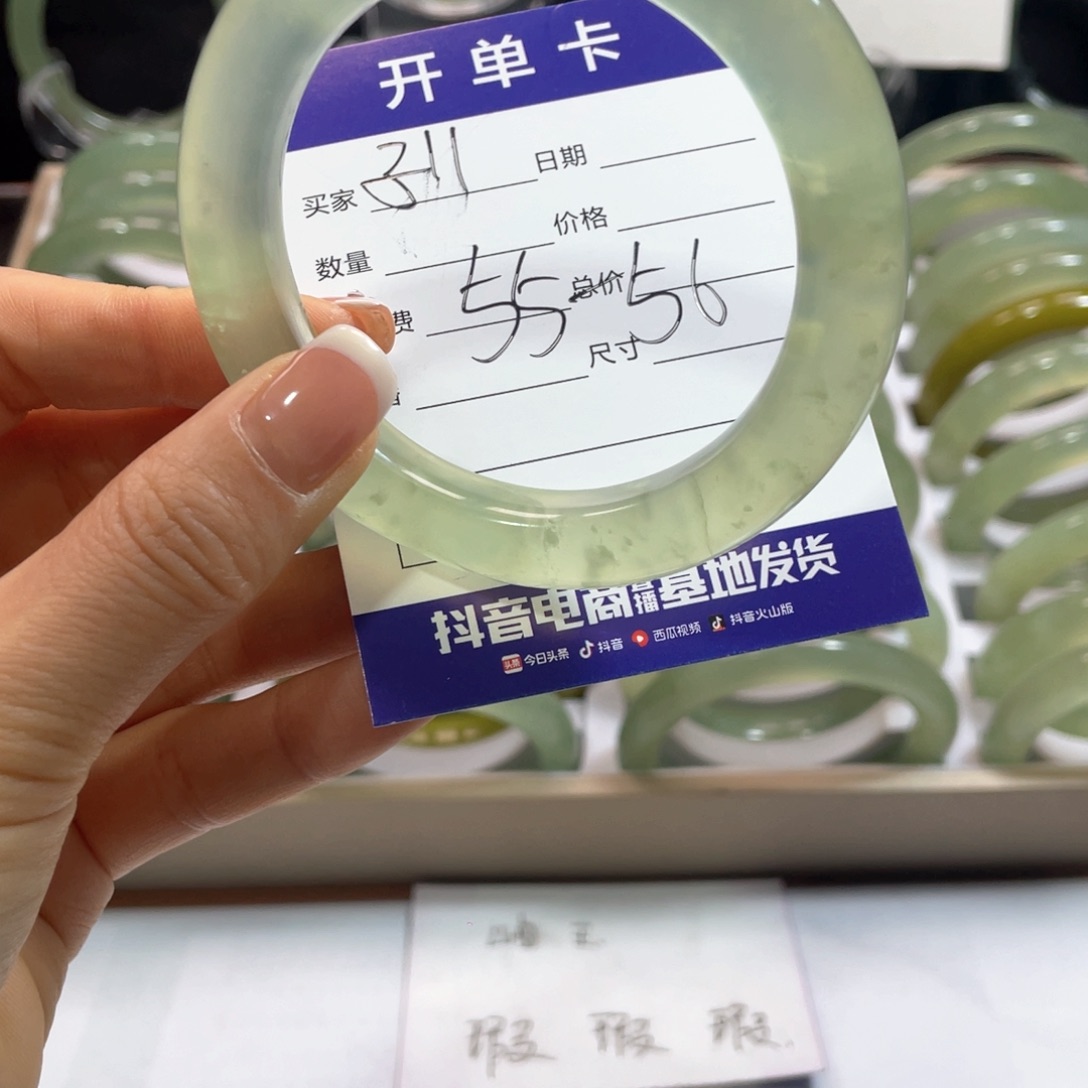 开单卡
买家 311 日期
数量 价格
费 55 总价 56
尺寸
抖音电商直播基地发货
今日头条 抖音 西瓜视频 抖音火山版
瑕 瑕 瑕.